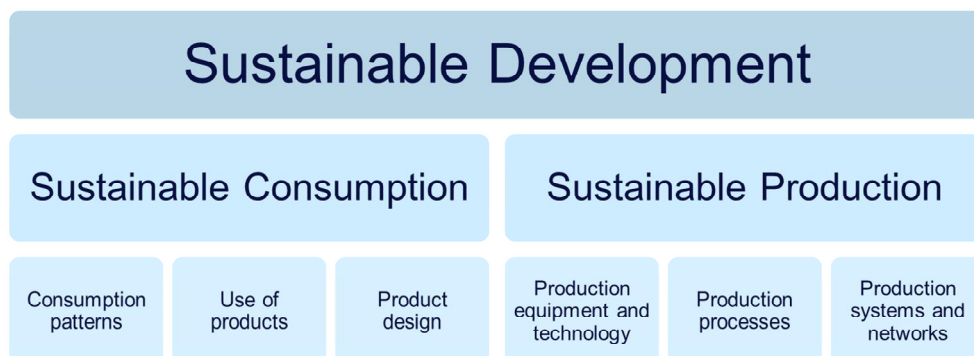 Sustainable Development
Sustainable Consumption
Sustainable Production
Consumption
patterns
Use of
products
Product
design
Production
equipment and
technology
Production
processes
Production
systems and
networks